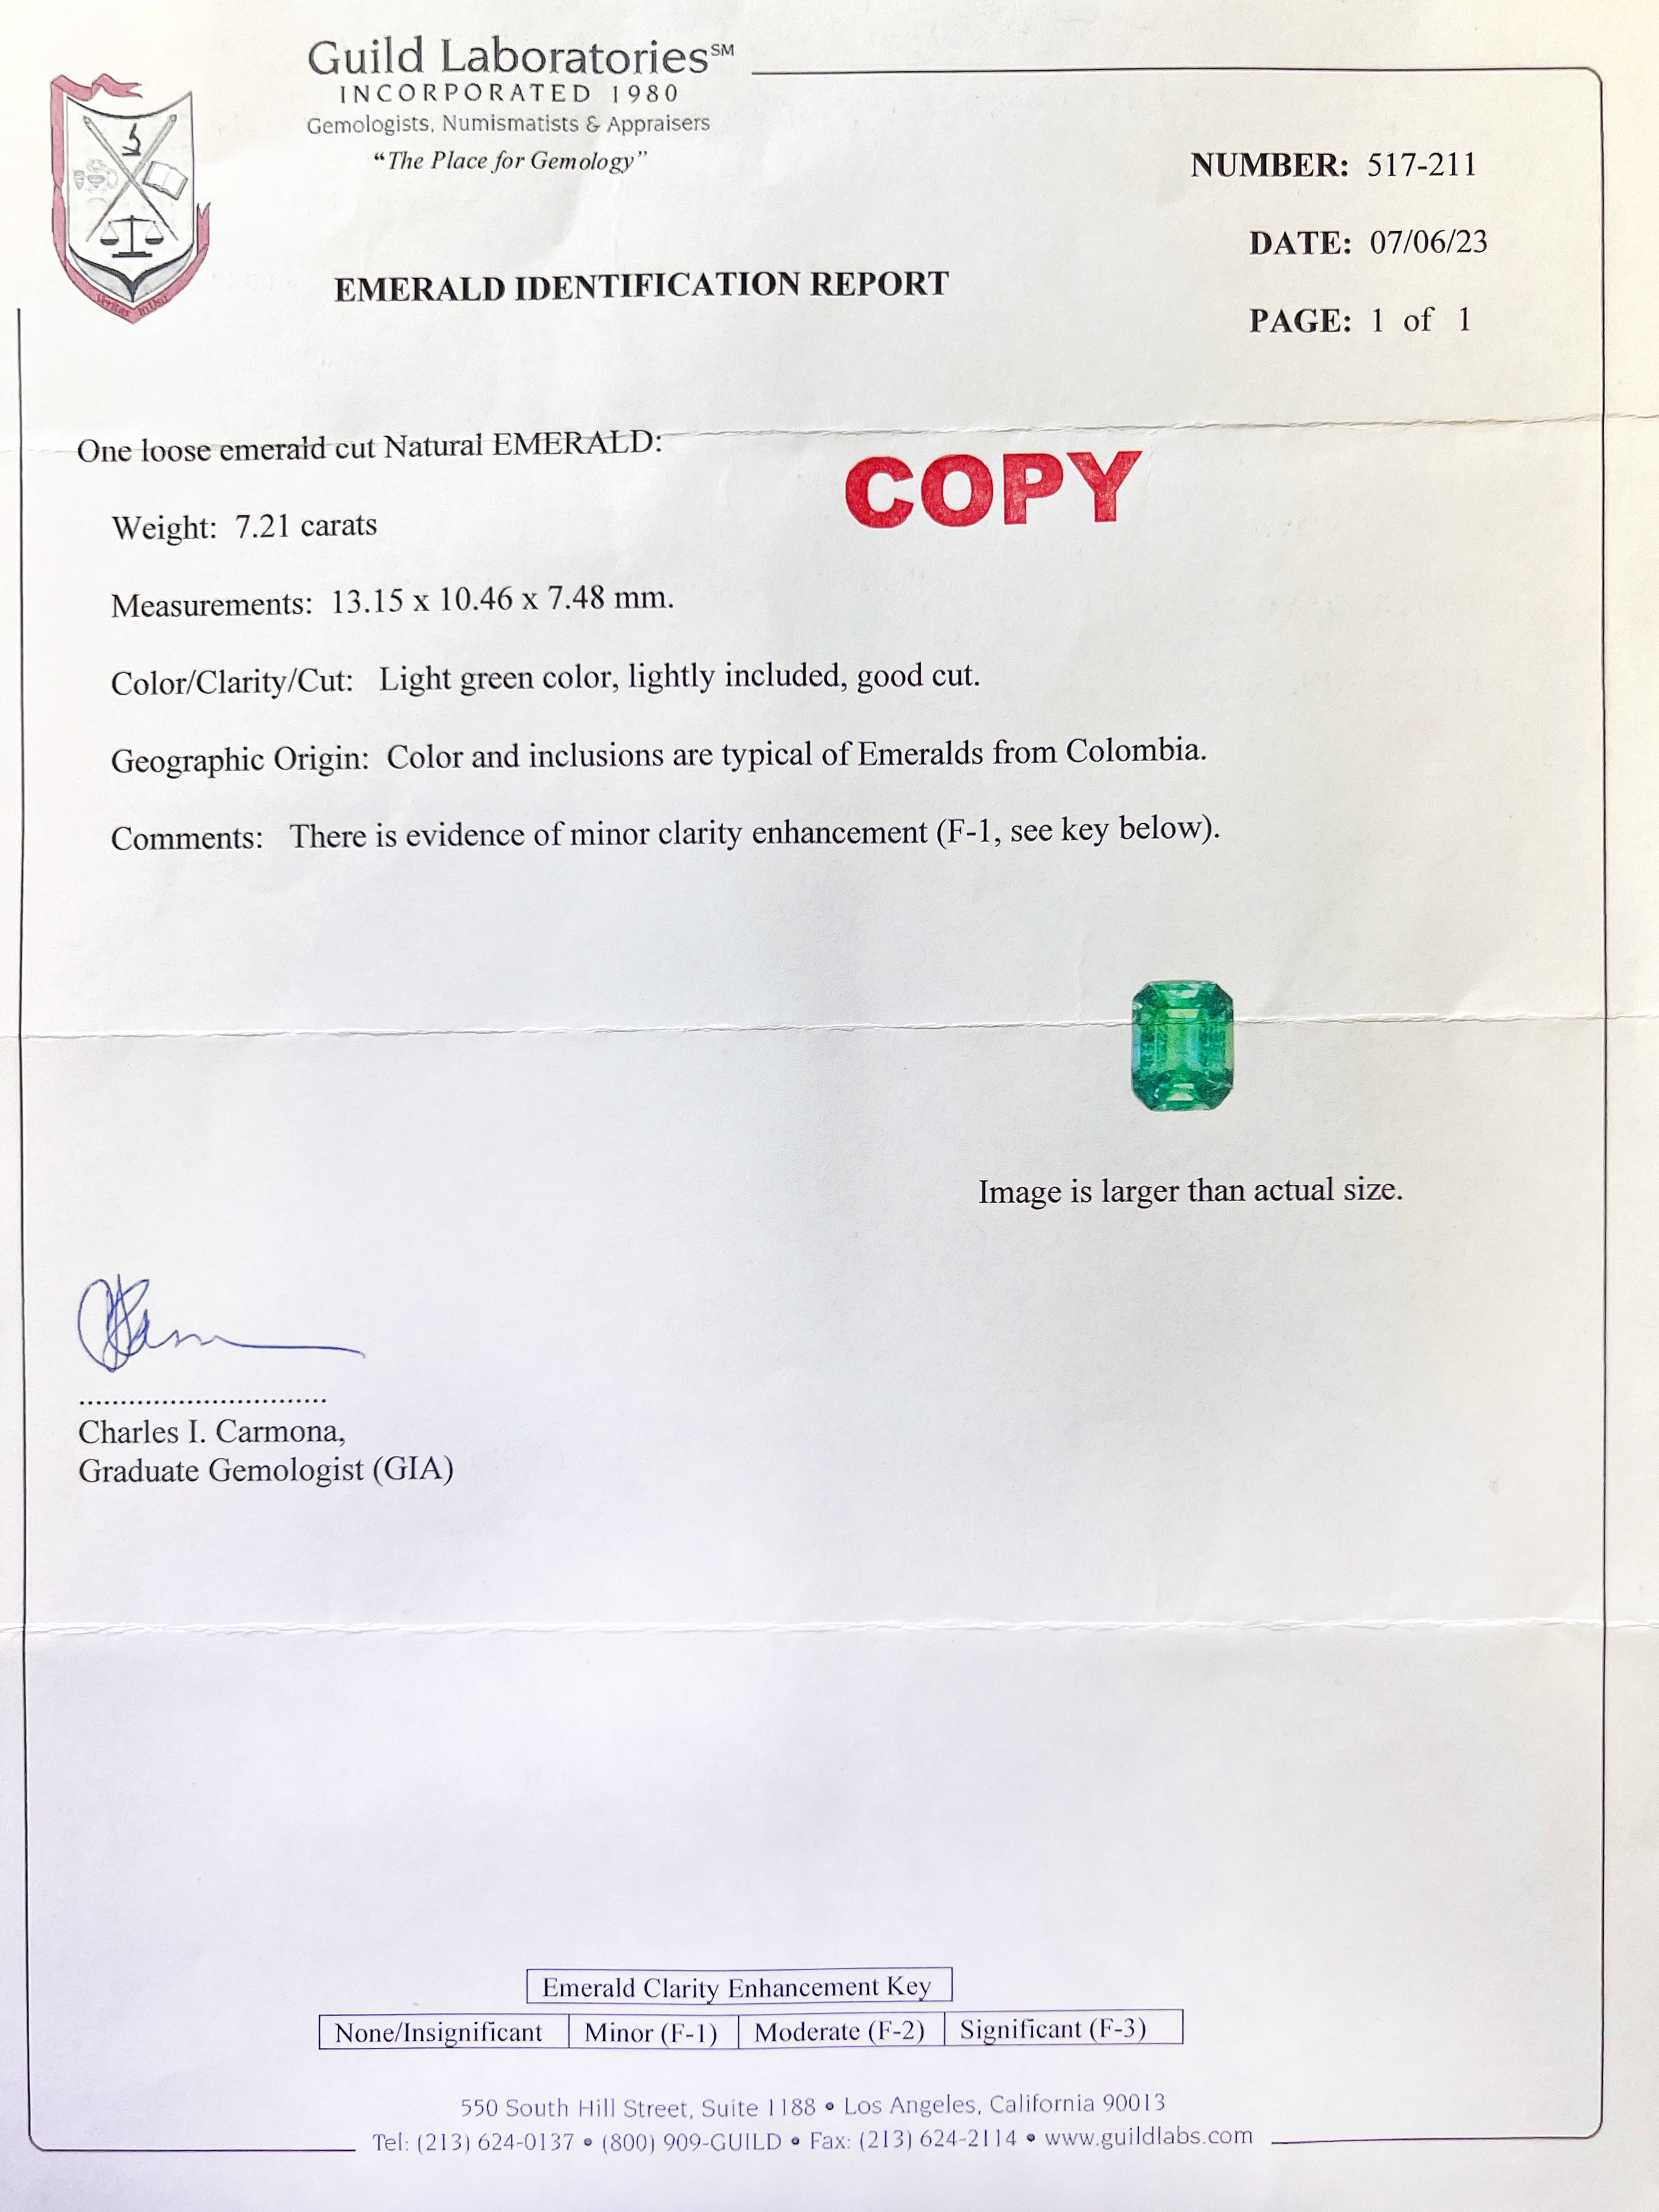 Guild Laboratories℠
INCORPORATED 1980
Gemologists, Numismatists & Appraisers
“The Place for Gemology”
NUMBER: 517-211
DATE: 07/06/23
EMERALD IDENTIFICATION REPORT
PAGE: 1 of 1
One loose emerald cut Natural EMERALD:
COPY
Weight: 7.21 carats
Measurements: 13.15 x 10.46 x 7.48 mm.
Color/Clarity/Cut: Light green color, lightly included, good cut.
Geographic Origin: Color and inclusions are typical of Emeralds from Colombia.
Comments: There is evidence of minor clarity enhancement (F-1, see key below).
Image is larger than actual size.
Charles I. Carmona,
Graduate Gemologist (GIA)
Emerald Clarity Enhancement Key
None/Insignificant Minor (F-1) Moderate (F-2) Significant (F-3)
550 South Hill Street, Suite 1188 • Los Angeles, California 90013
Tel: (213) 624-0137 • (800) 909-GUILD • Fax: (213) 624-2114 • www.guildlabs.com